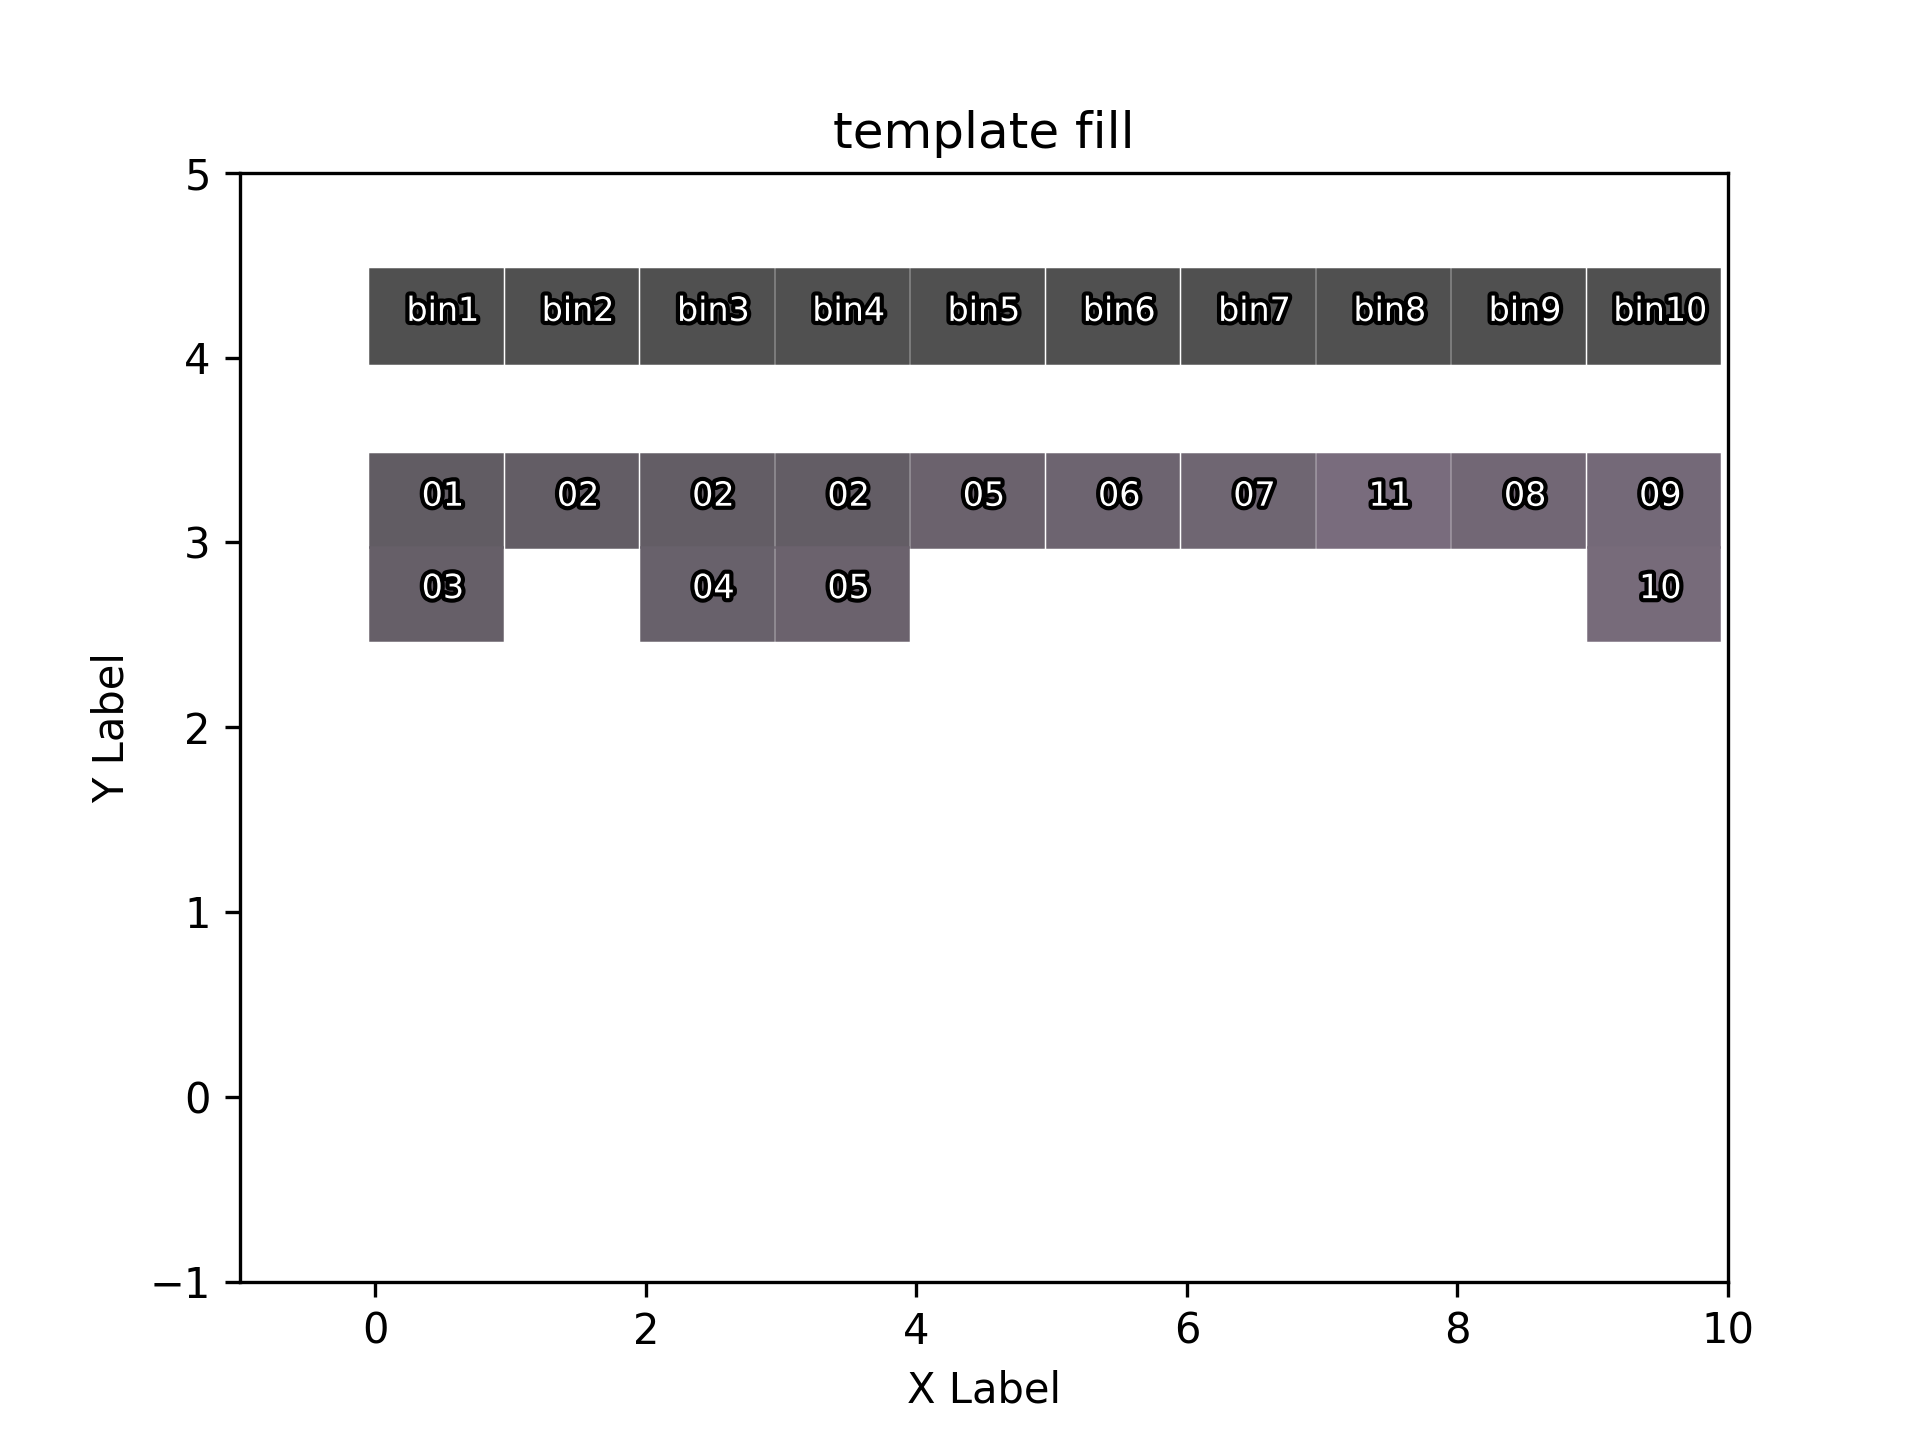 template fill
5
bin1 bin2 bin3 bin4 bin5 bin6 bin7 bin8 bin9 bin10
4
01 02 02 02 05 06 07 11 08 09
3
03 04 05 10
Y Label
2
1
0
−1
0 2 4 6 8 10
X Label